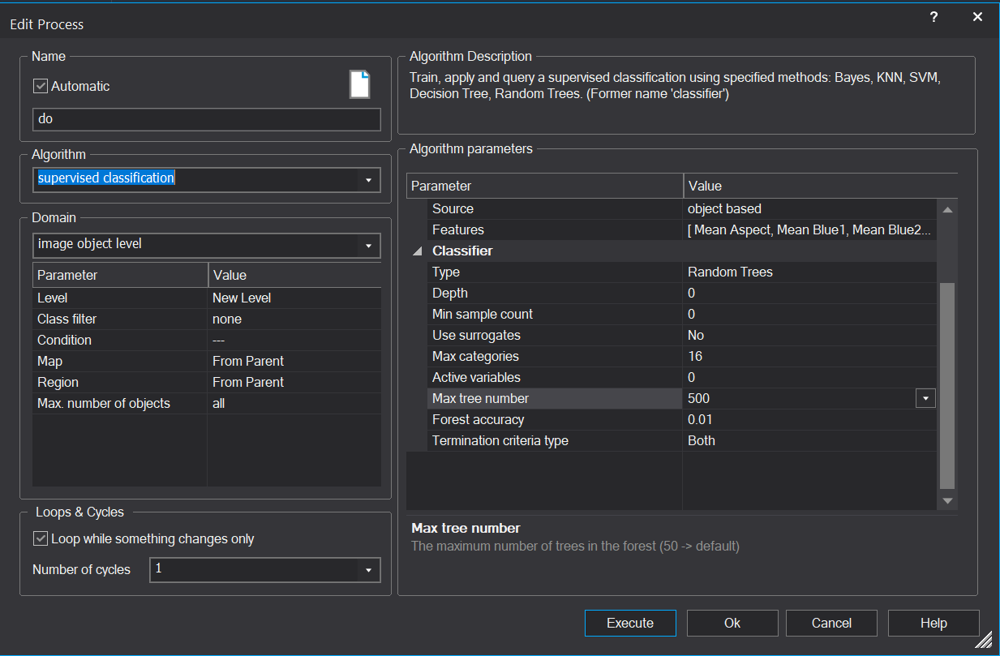 Edit Process
?
Name
Automatic
do
Algorithm
supervised classification
Domain
image object level
Parameter Value
Level New Level
Class filter none
Condition ---
Map From Parent
Region From Parent
Max. number of objects all
Loops & Cycles
Loop while something changes only
Number of cycles 1
Algorithm Description
Train, apply and query a supervised classification using specified methods: Bayes, KNN, SVM,
Decision Tree, Random Trees. (Former name 'classifier')
Algorithm parameters
Parameter Value
Source object based
Features [ Mean Aspect, Mean Blue1, Mean Blue2...
Classifier
Type Random Trees
Depth 0
Min sample count 0
Use surrogates No
Max categories 16
Active variables 0
Max tree number 500
Forest accuracy 0.01
Termination criteria type Both
Max tree number
The maximum number of trees in the forest (50 -> default)
Execute Ok Cancel Help